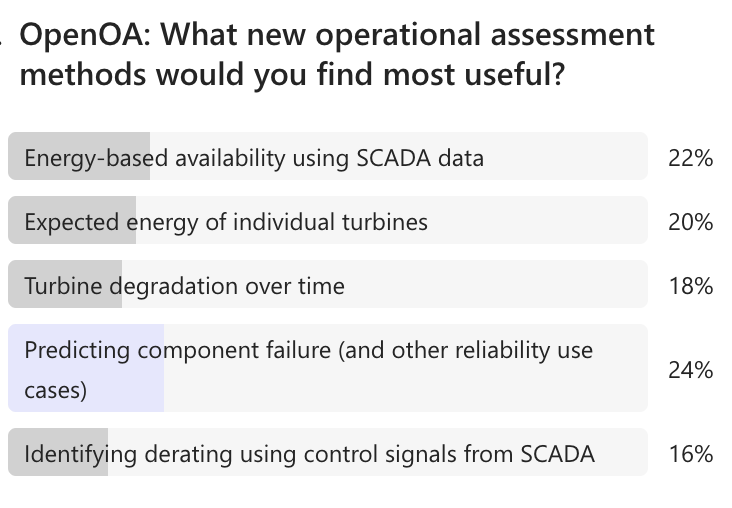 . OpenOA: What new operational assessment
methods would you find most useful?
Energy-based availability using SCADA data 22%
Expected energy of individual turbines 20%
Turbine degradation over time 18%
Predicting component failure (and other reliability use
cases) 24%
Identifying derating using control signals from SCADA 16%